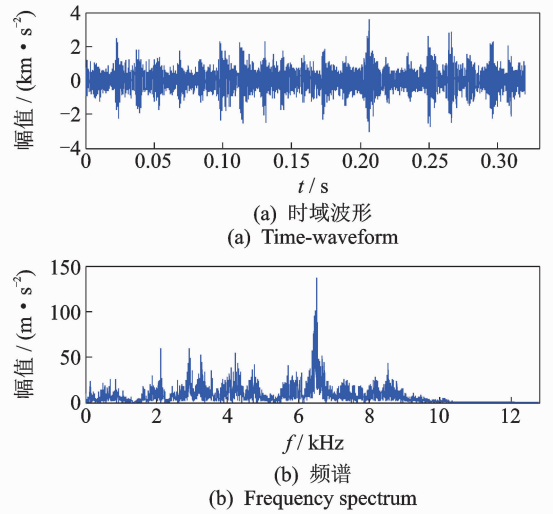 幅值 / (km • s⁻²)
4
2
0
−2
−4
0 0.05 0.10 0.15 0.20 0.25 0.30
t / s
(a) 时域波形
(a) Time-waveform
幅值 / (m • s⁻²)
150
100
50
0
0 2 4 6 8 10 12
f / kHz
(b) 频谱
(b) Frequency spectrum